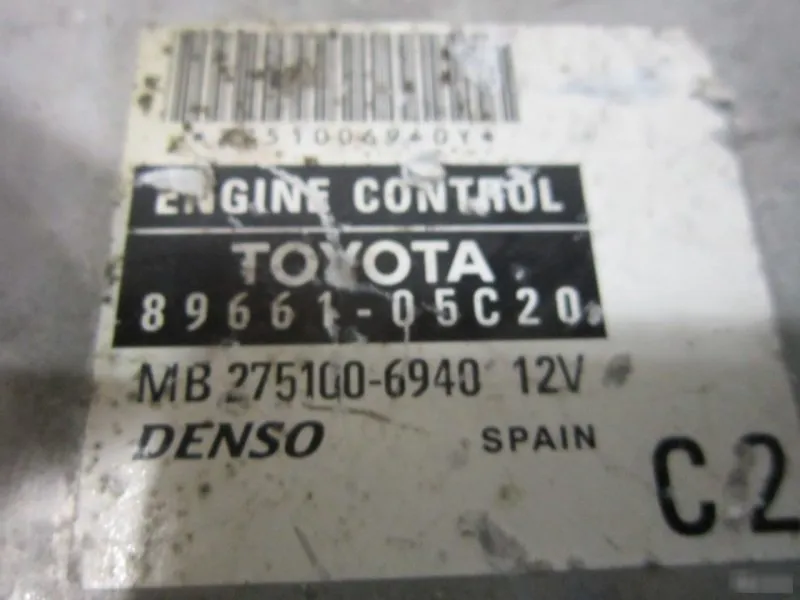 ENGINE CONTROL
TOYOTA
89661-05C20
MB 275100-6940 12V
DENSO SPAIN
C2